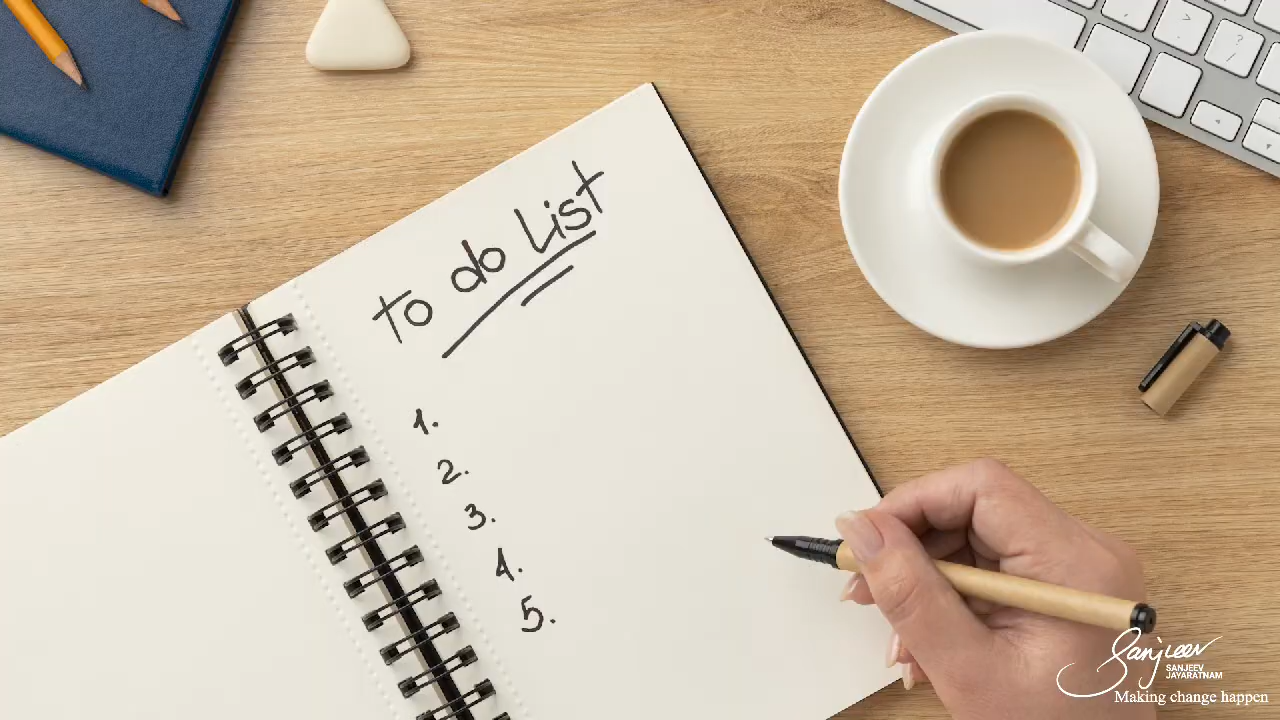 To do List
1.
2.
3.
4.
5.
Sanjeev
SANJEEV
JAYARATNAM
Making change happen